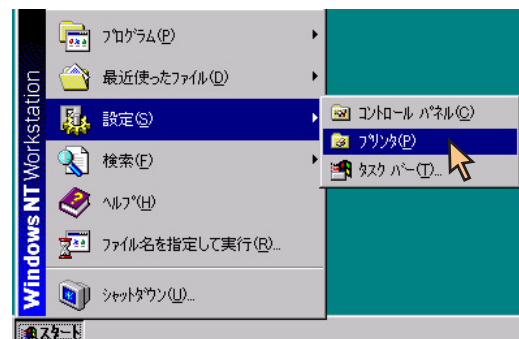 Windows NT Workstation
ﾌﾟﾛｸﾞﾗﾑ(P)
最近使ったﾌｧｲﾙ(D)
設定(S)
検索(F)
ﾍﾙﾌﾟ(H)
ﾌｧｲﾙ名を指定して実行(R)...
ｼｬｯﾄﾀﾞｳﾝ(U)...
ｺﾝﾄﾛｰﾙ ﾊﾟﾈﾙ(C)
ﾌﾟﾘﾝﾀ(P)
ﾀｽｸ ﾊﾞｰ(T)...
スタート